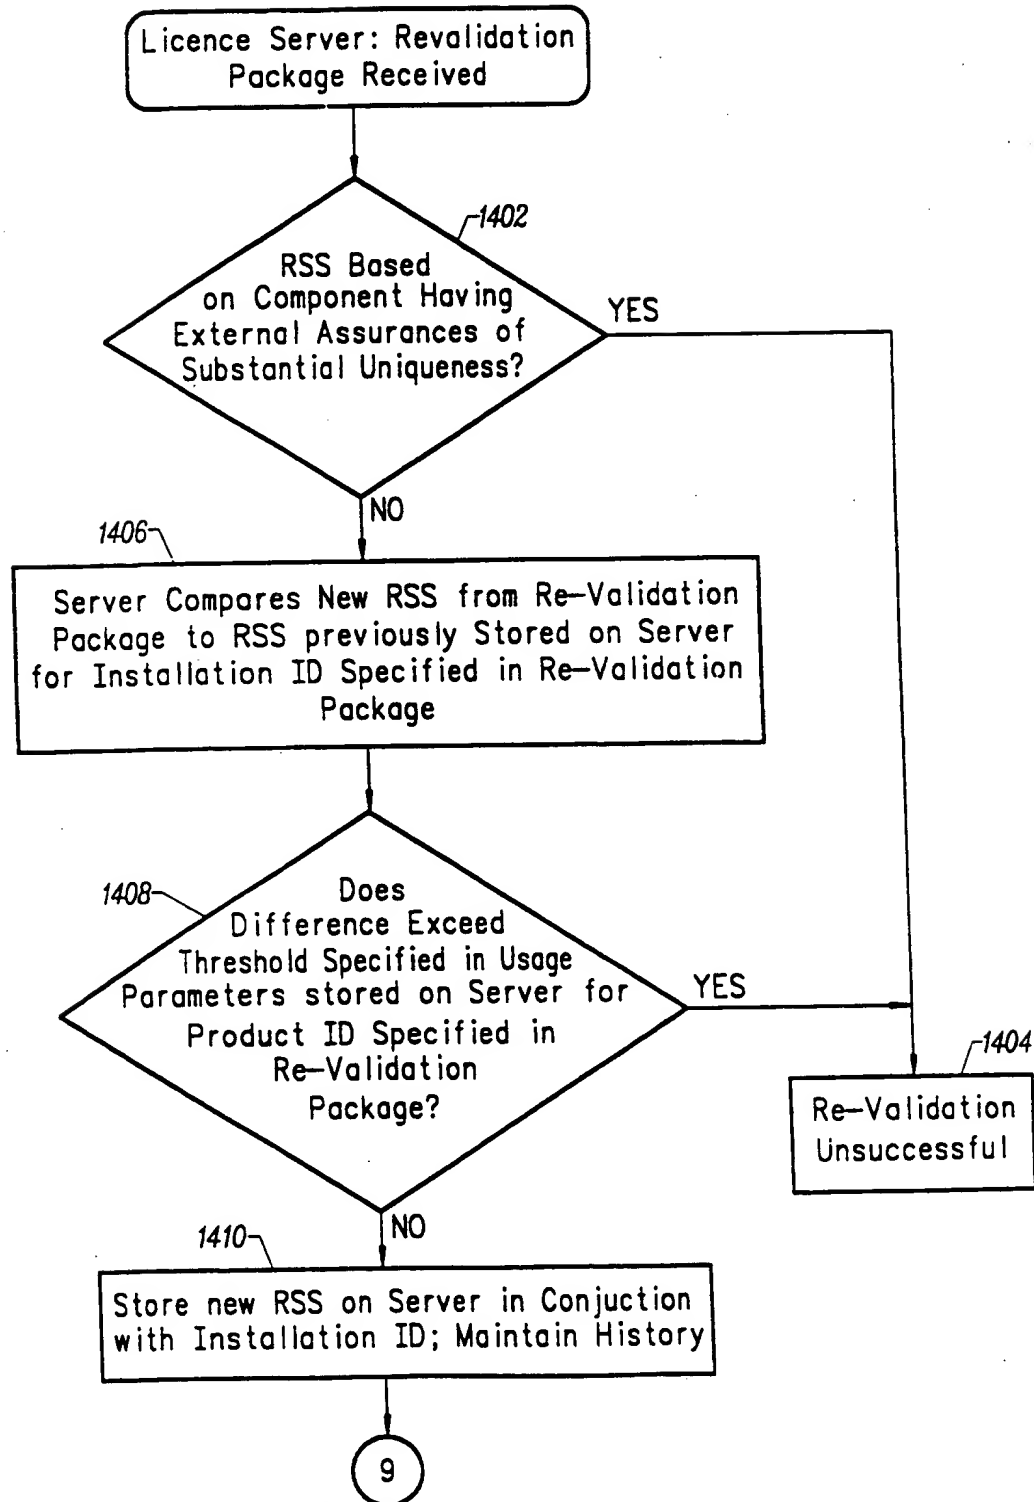 Licence Server: Revalidation
Package Received
1402
RSS Based
on Component Having
External Assurances of
Substantial Uniqueness?
YES
NO
1406
Server Compares New RSS from Re-Validation
Package to RSS previously Stored on Server
for Installation ID Specified in Re-Validation
Package
1408
Does
Difference Exceed
Threshold Specified in Usage
Parameters stored on Server for
Product ID Specified in
Re-Validation
Package?
YES
1404
Re-Validation
Unsuccessful
NO
1410
Store new RSS on Server in Conjuction
with Installation ID; Maintain History
9